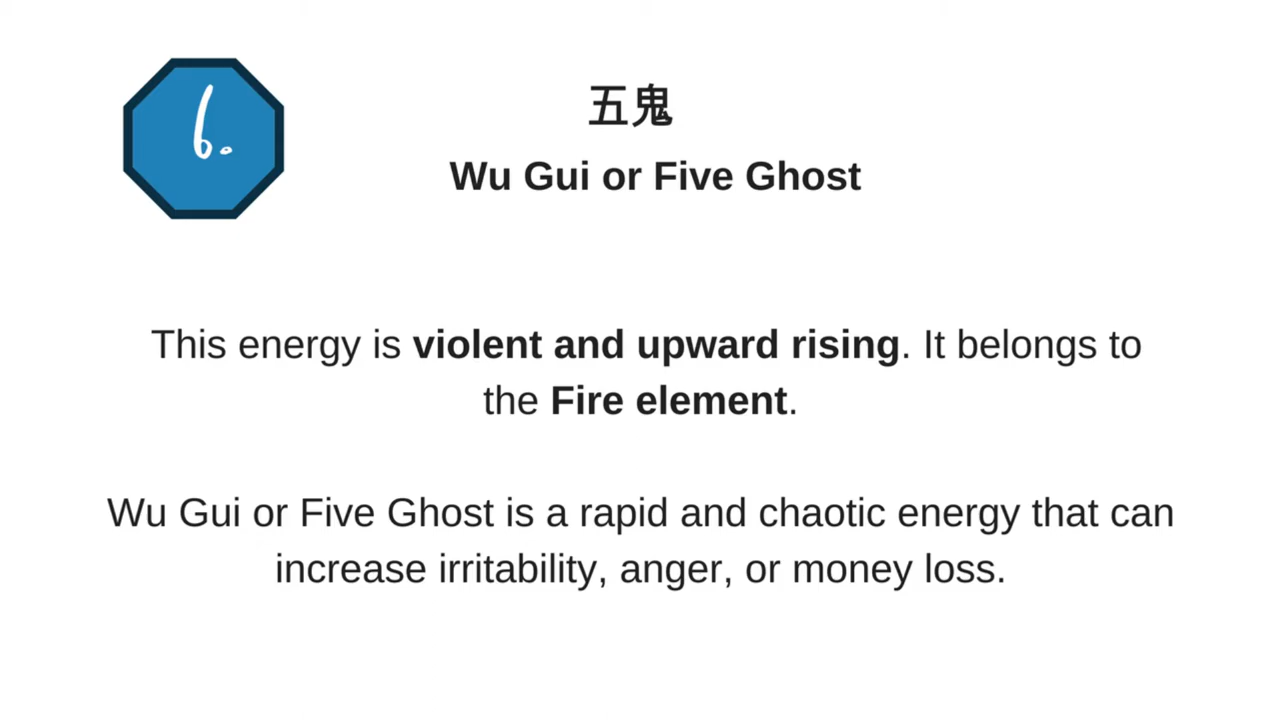 6.
五鬼
Wu Gui or Five Ghost
This energy is violent and upward rising. It belongs to
the Fire element.
Wu Gui or Five Ghost is a rapid and chaotic energy that can
increase irritability, anger, or money loss.